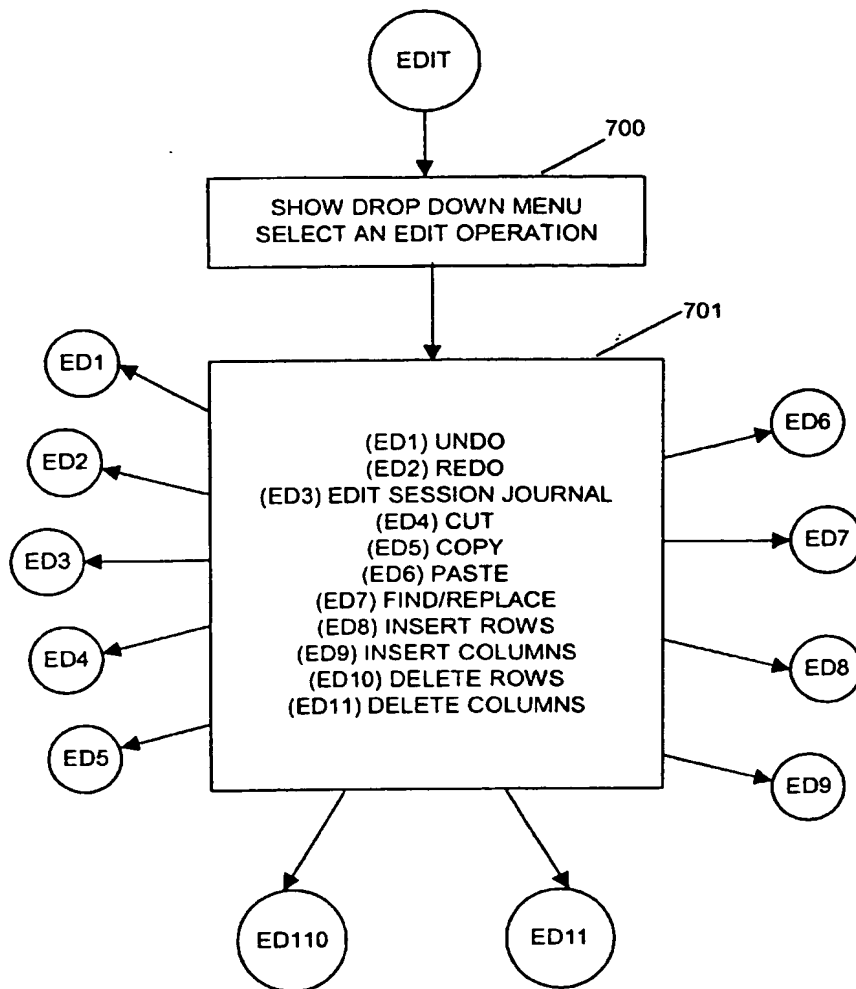 EDIT
700
SHOW DROP DOWN MENU
SELECT AN EDIT OPERATION
701
ED1
ED2
ED3
ED4
ED5
(ED1) UNDO
(ED2) REDO
(ED3) EDIT SESSION JOURNAL
(ED4) CUT
(ED5) COPY
(ED6) PASTE
(ED7) FIND/REPLACE
(ED8) INSERT ROWS
(ED9) INSERT COLUMNS
(ED10) DELETE ROWS
(ED11) DELETE COLUMNS
ED6
ED7
ED8
ED9
ED110
ED11